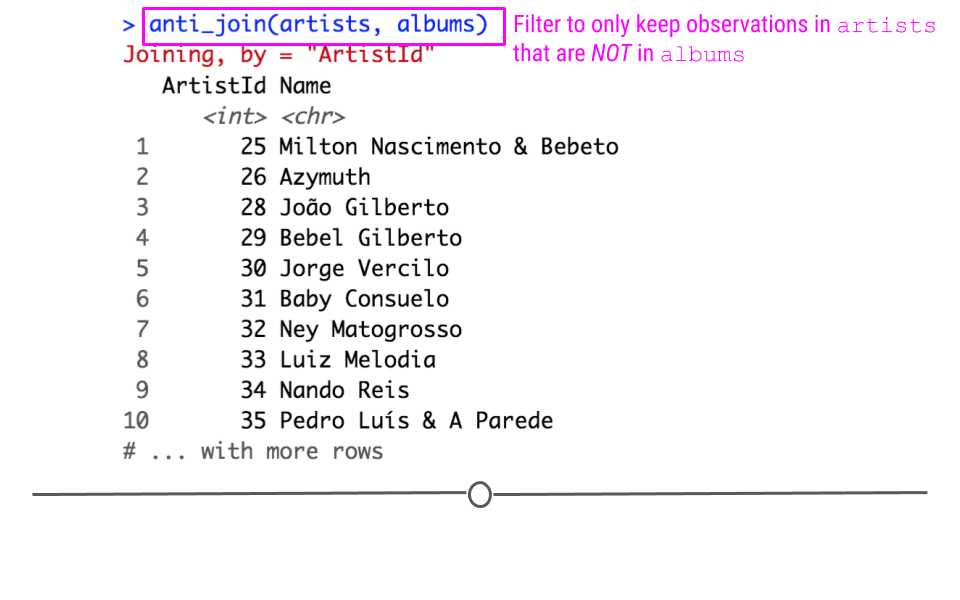 > anti_join(artists, albums)
Filter to only keep observations in artists
that are NOT in albums
Joining, by = "ArtistId"
ArtistId Name
<int> <chr>
1 25 Milton Nascimento & Bebeto
2 26 Azymuth
3 28 João Gilberto
4 29 Bebel Gilberto
5 30 Jorge Vercilo
6 31 Baby Consuelo
7 32 Ney Matogrosso
8 33 Luiz Melodia
9 34 Nando Reis
10 35 Pedro Luís & A Parede
# ... with more rows